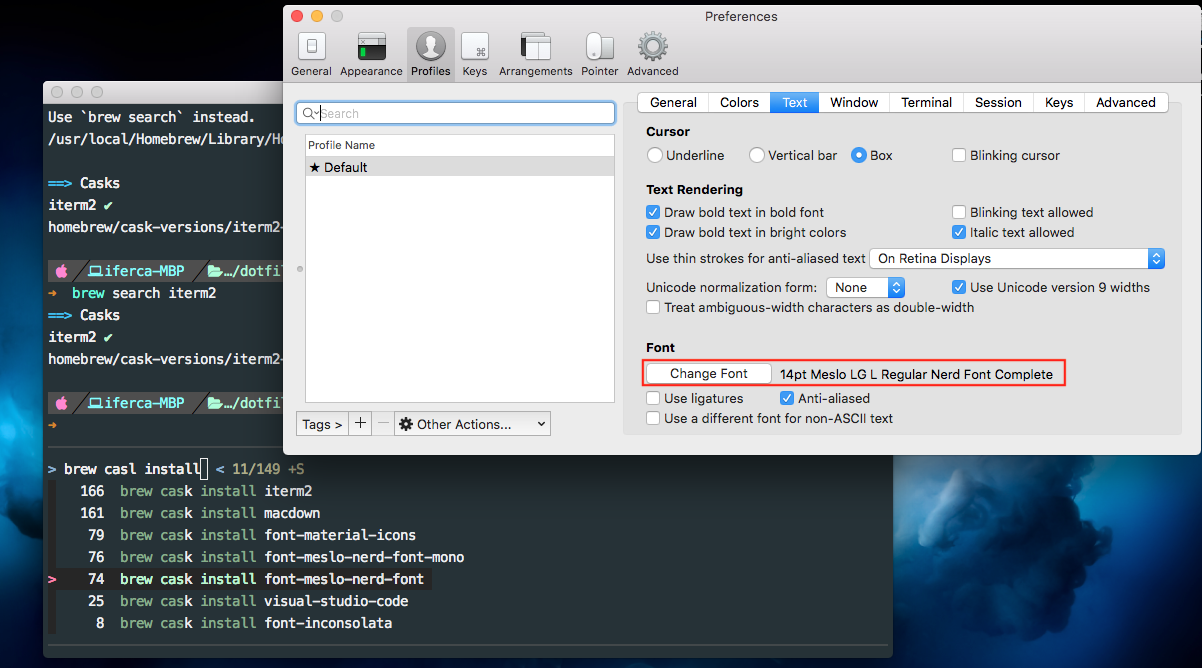 Preferences
General Appearance Profiles Keys Arrangements Pointer Advanced
Search
Profile Name
★ Default
Tags > + − Other Actions...
General Colors Text Window Terminal Session Keys Advanced
Cursor
Underline Vertical bar Box Blinking cursor
Text Rendering
Draw bold text in bold font Blinking text allowed
Draw bold text in bright colors Italic text allowed
Use thin strokes for anti-aliased text On Retina Displays
Unicode normalization form: None Use Unicode version 9 widths
Treat ambiguous-width characters as double-width
Font
Change Font 14pt Meslo LG L Regular Nerd Font Complete
Use ligatures Anti-aliased
Use a different font for non-ASCII text
Use `brew search` instead.
/usr/local/Homebrew/Library/Ho
==> Casks
iterm2 ✔
homebrew/cask-versions/iterm2-
iferca-MBP …/dotfil
→ brew search iterm2
==> Casks
iterm2 ✔
homebrew/cask-versions/iterm2-
iferca-MBP …/dotfil
→
> brew casl install < 11/149 +S
166 brew cask install iterm2
161 brew cask install macdown
79 brew cask install font-material-icons
76 brew cask install font-meslo-nerd-font-mono
> 74 brew cask install font-meslo-nerd-font
25 brew cask install visual-studio-code
8 brew cask install font-inconsolata